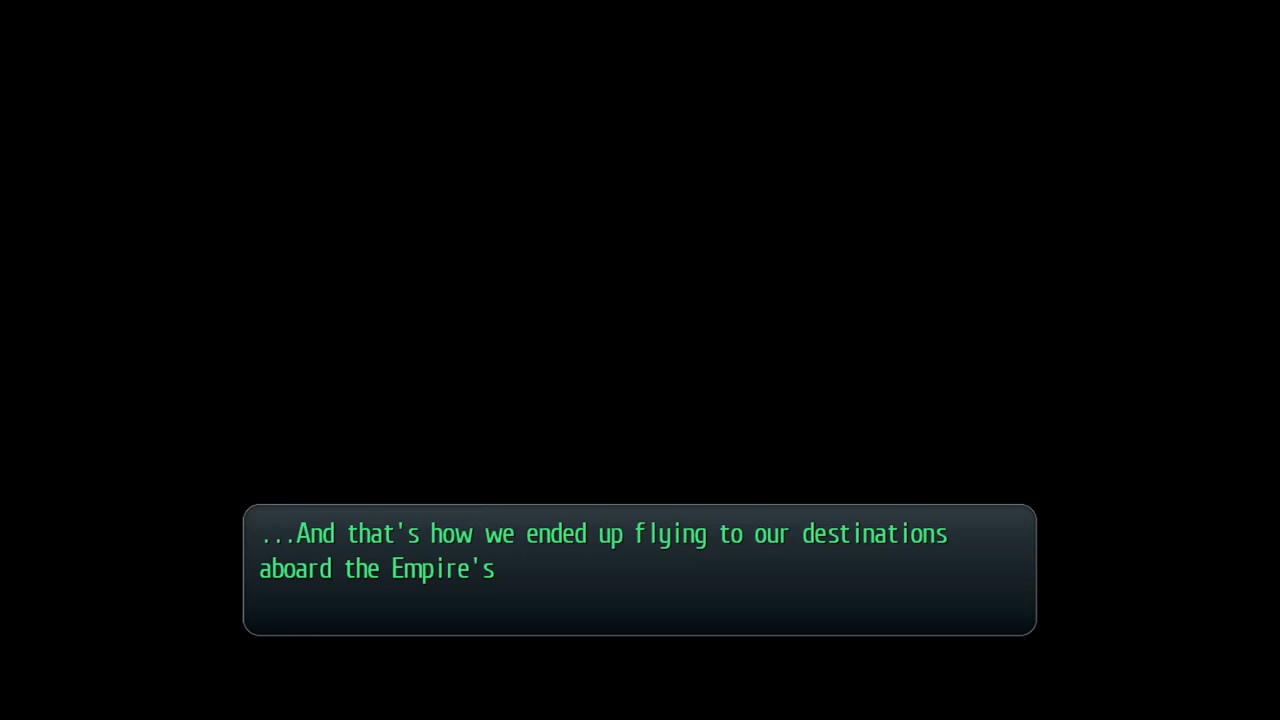 ...And that's how we ended up flying to our destinations
aboard the Empire's